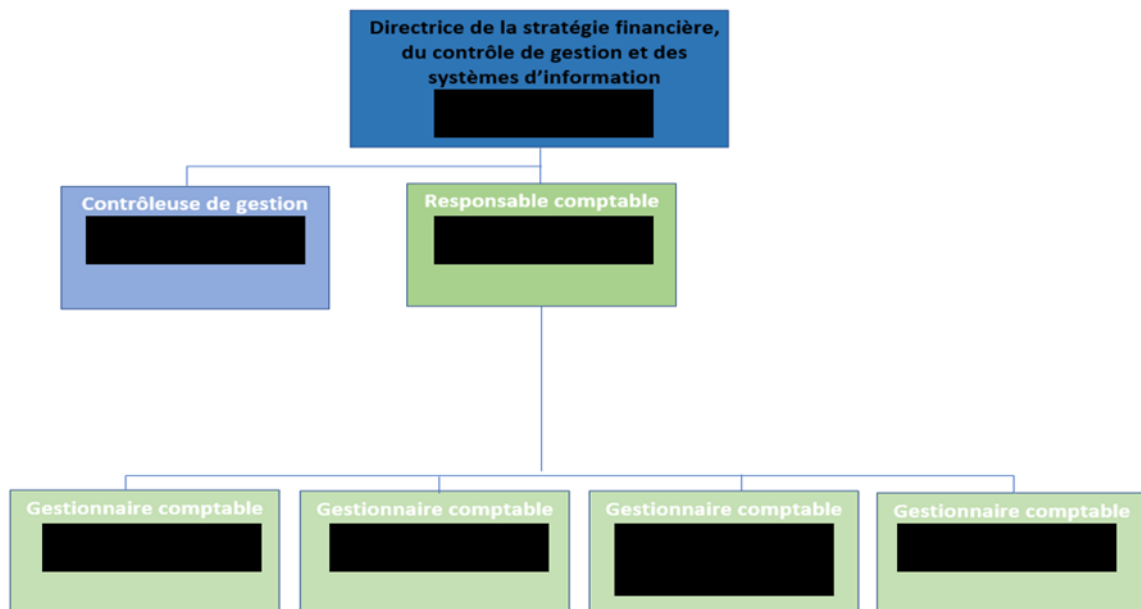 Directrice de la stratégie financière,
du contrôle de gestion et des
systèmes d’information
Contrôleuse de gestion
Responsable comptable
Gestionnaire comptable
Gestionnaire comptable
Gestionnaire comptable
Gestionnaire comptable